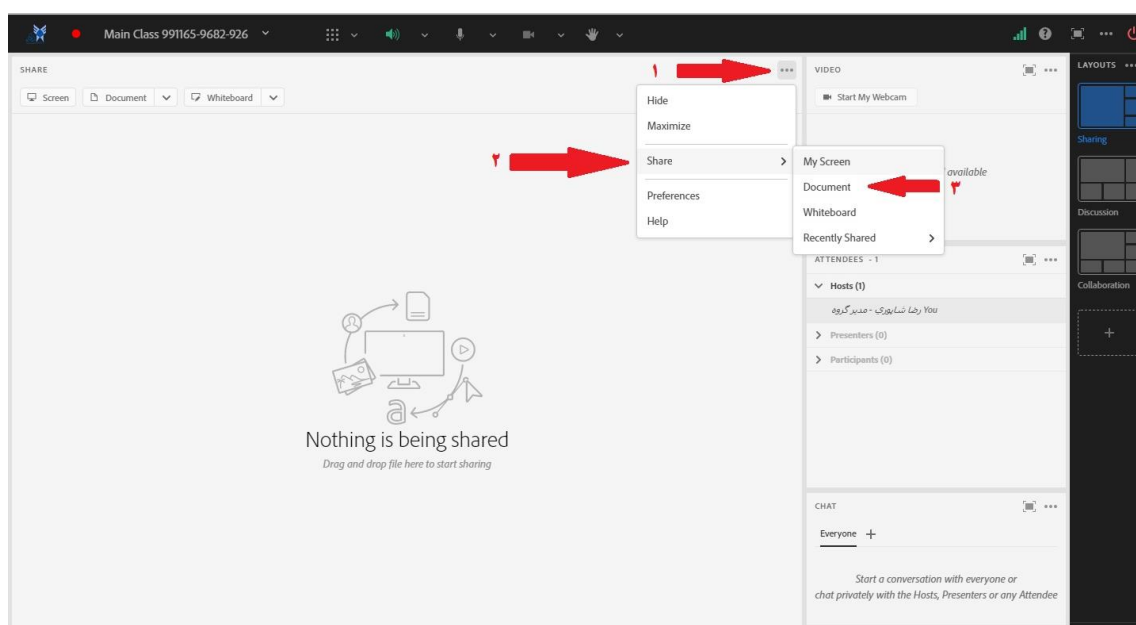 Main Class 991165-9682-926
SHARE
Screen
Document
Whiteboard
۱
Hide
Maximize
۲
Share
Preferences
Help
My Screen
Document
۳
Whiteboard
Recently Shared
Nothing is being shared
Drag and drop file here to start sharing
VIDEO
Start My Webcam
available
ATTENDEES - 1
Hosts (1)
You رضا شاپوري - مدیر گروه
Presenters (0)
Participants (0)
CHAT
Everyone
Start a conversation with everyone or
chat privately with the Hosts, Presenters or any Attendee
LAYOUTS
Sharing
Discussion
Collaboration